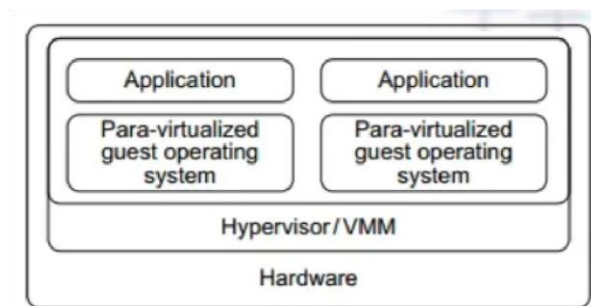 Application Application
Para-virtualized Para-virtualized
guest operating guest operating
system system
Hypervisor/VMM
Hardware